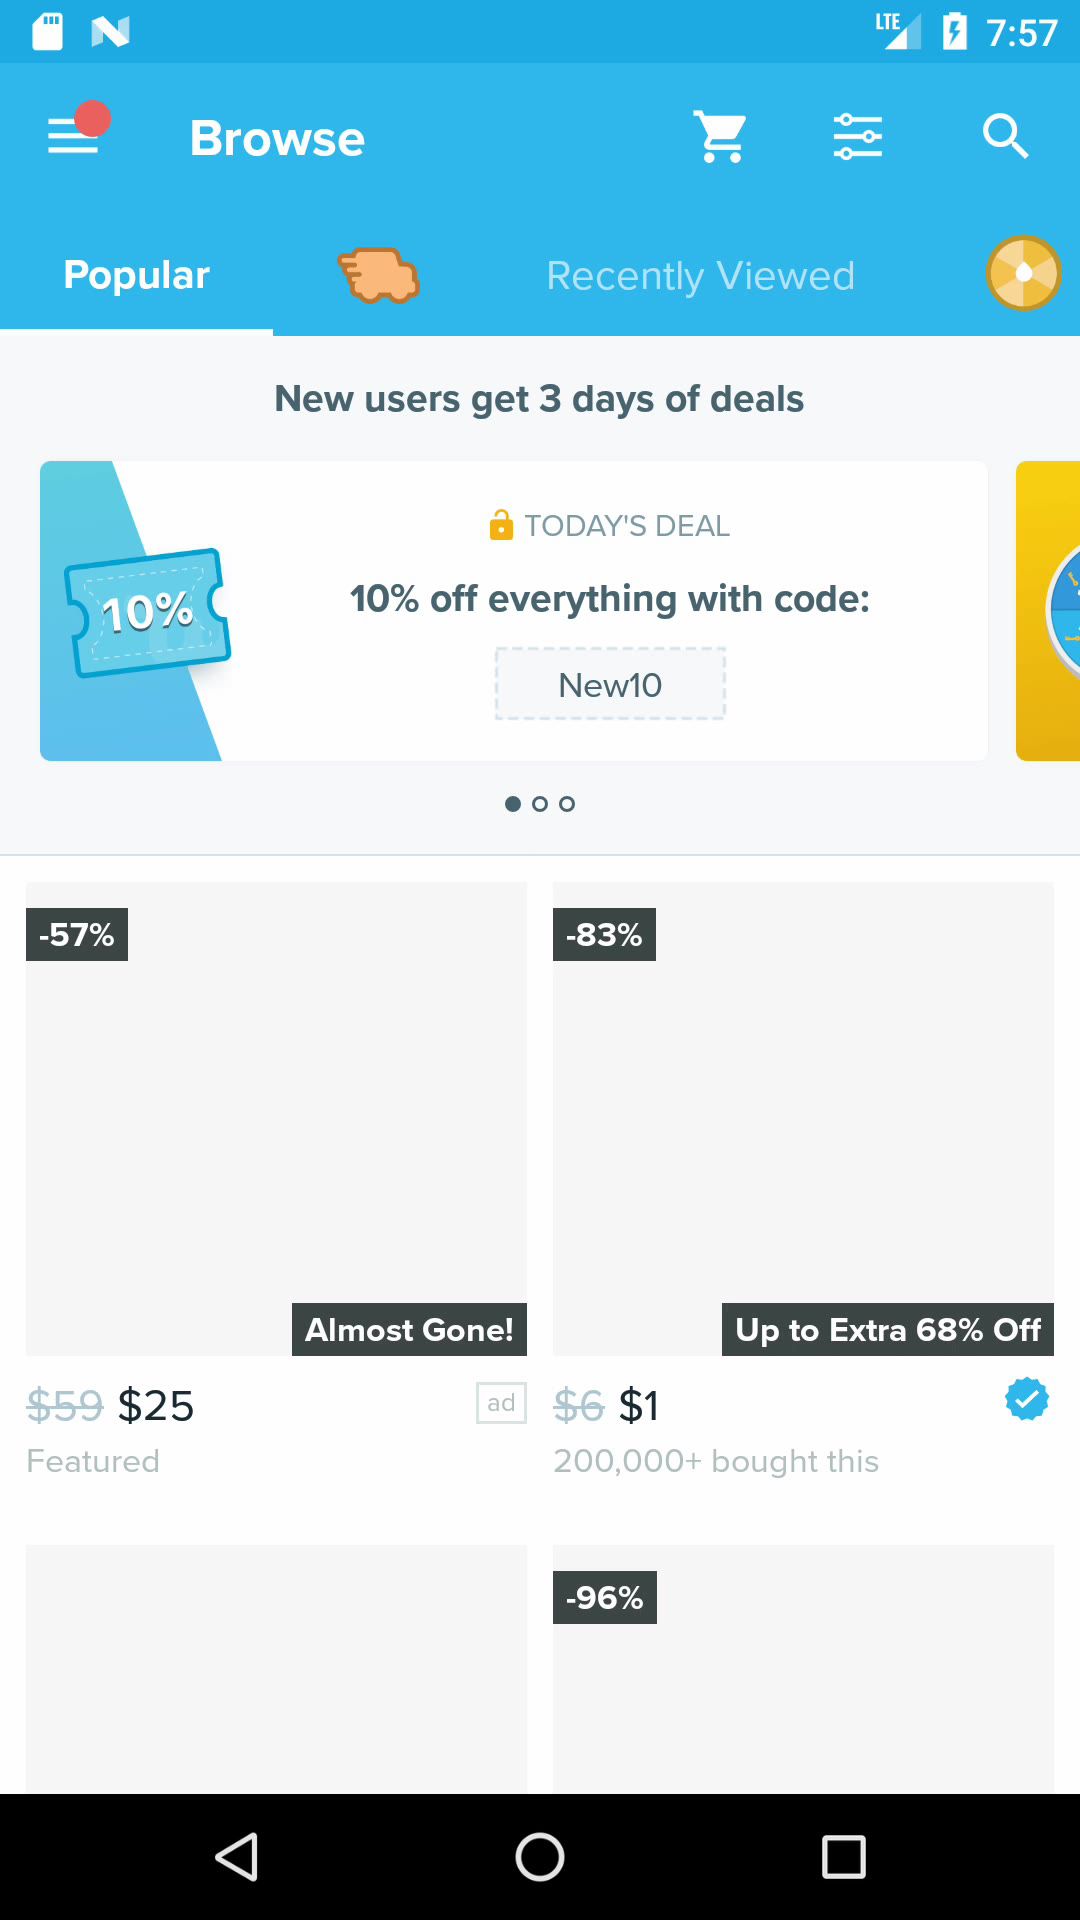 LTE 7:57
Browse
Popular Recently Viewed
New users get 3 days of deals
TODAY'S DEAL
10%
10% off everything with code:
New10
-57% -83%
Almost Gone! Up to Extra 68% Off
$59 $25 ad $6 $1
Featured 200,000+ bought this
-96%